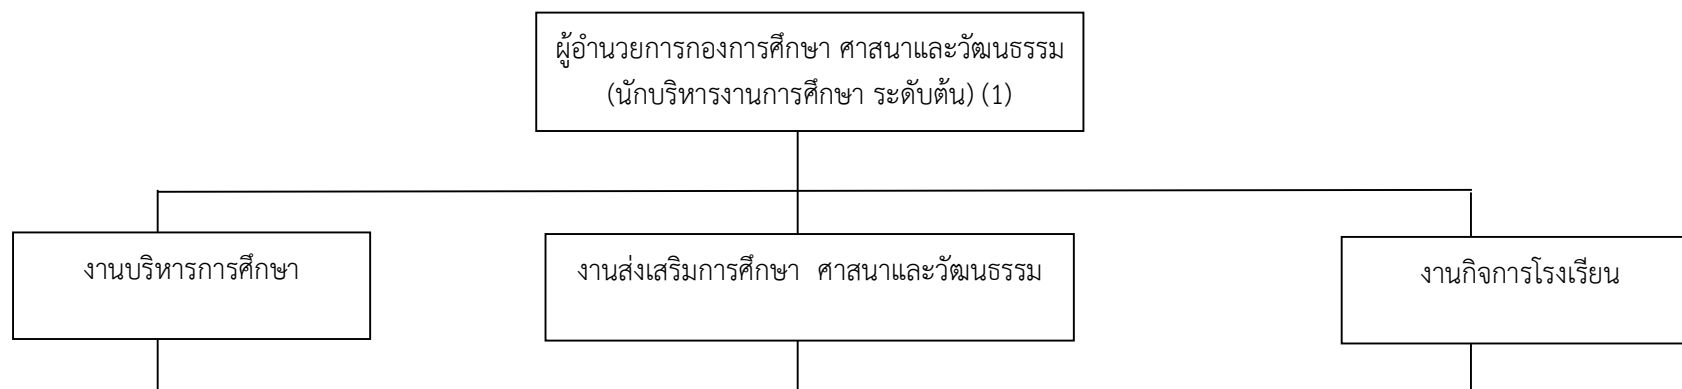 ผู้อำนวยการกองการศึกษา ศาสนาและวัฒนธรรม
(นักบริหารงานการศึกษา ระดับต้น) (1)
งานบริหารการศึกษา
งานส่งเสริมการศึกษา ศาสนาและวัฒนธรรม
งานกิจการโรงเรียน